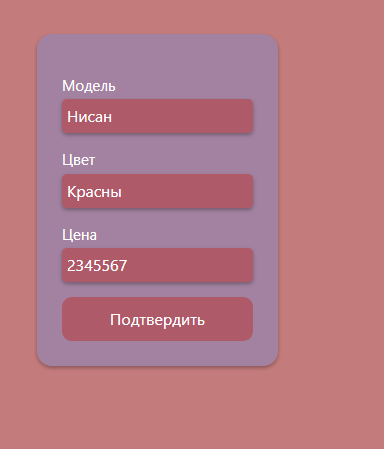 Модель
Нисан
Цвет
Красны
Цена
2345567
Подтвердить